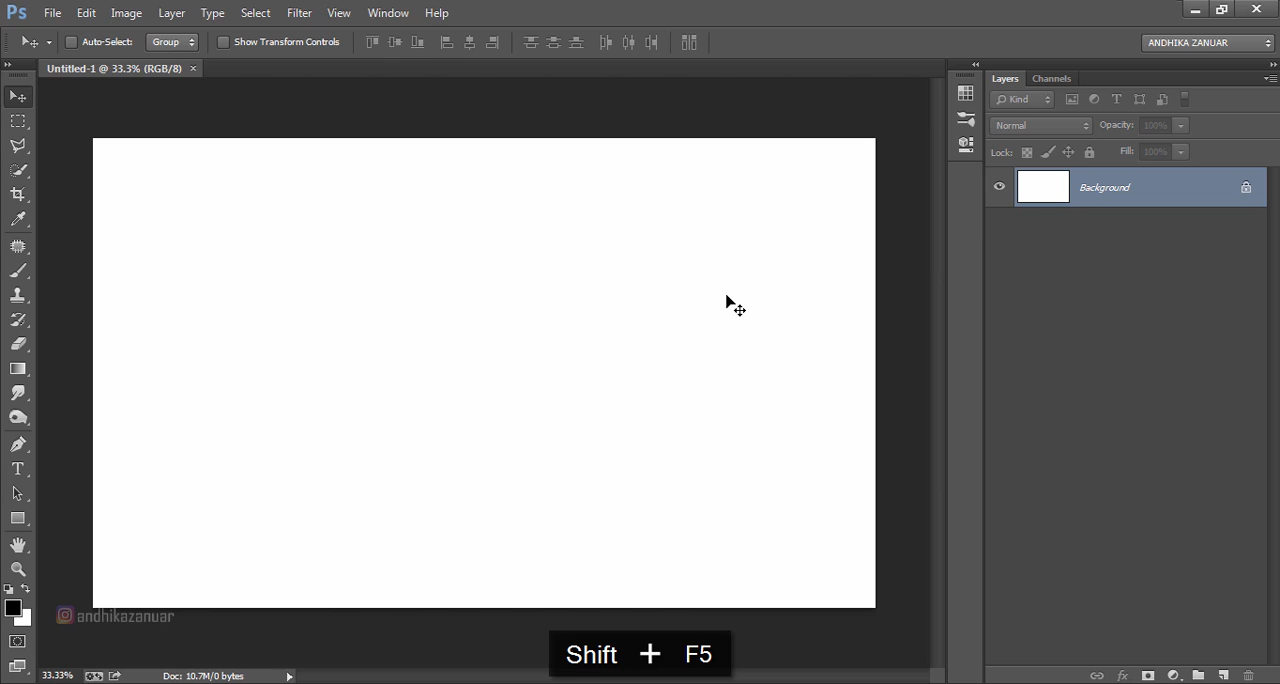 Ps File Edit Image Layer Type Select Filter View Window Help
Auto-Select: Group Show Transform Controls ANDHIKA ZANUAR
Untitled-1 @ 33.3% (RGB/8) ×
Layers Channels
Kind
Normal Opacity: 100%
Lock: Fill: 100%
Background
andhikazanuar
Shift + F5
33.33% Doc: 10.7M/0 bytes